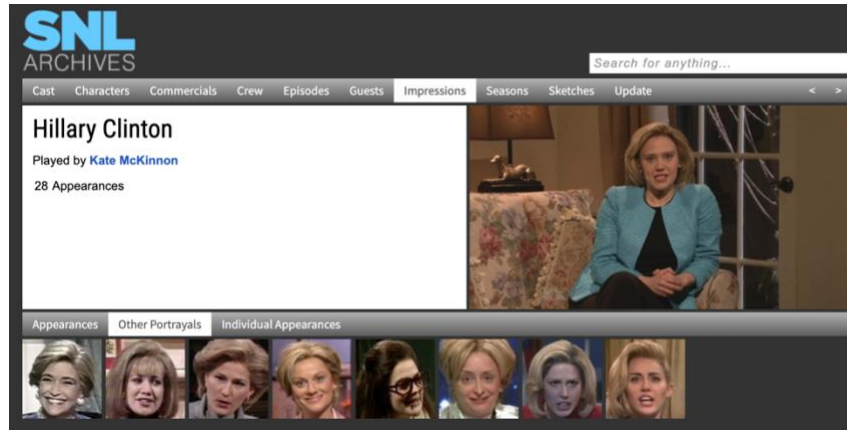 SNL
ARCHIVES
Search for anything...
Cast Characters Commercials Crew Episodes Guests Impressions Seasons Sketches Update < >
Hillary Clinton
Played by Kate McKinnon
28 Appearances
Appearances Other Portrayals Individual Appearances